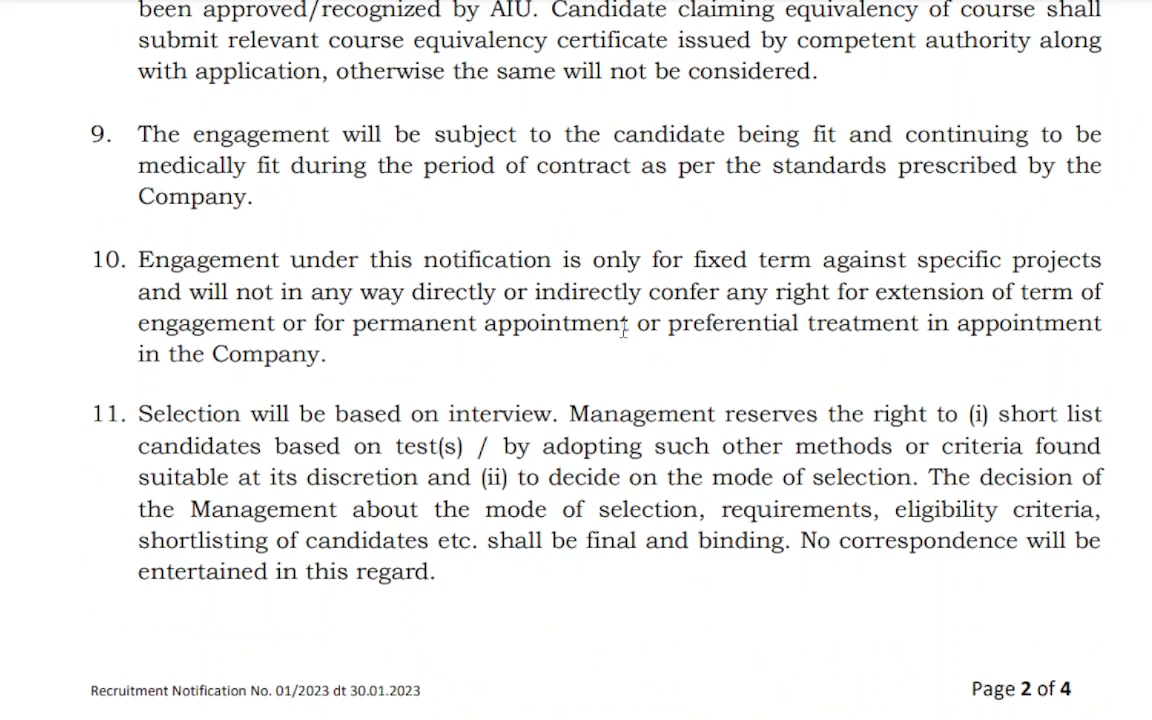 been approved/recognized by AIU. Candidate claiming equivalency of course shall
submit relevant course equivalency certificate issued by competent authority along
with application, otherwise the same will not be considered.
9. The engagement will be subject to the candidate being fit and continuing to be
medically fit during the period of contract as per the standards prescribed by the
Company.
10. Engagement under this notification is only for fixed term against specific projects
and will not in any way directly or indirectly confer any right for extension of term of
engagement or for permanent appointment or preferential treatment in appointment
in the Company.
11. Selection will be based on interview. Management reserves the right to (i) short list
candidates based on test(s) / by adopting such other methods or criteria found
suitable at its discretion and (ii) to decide on the mode of selection. The decision of
the Management about the mode of selection, requirements, eligibility criteria,
shortlisting of candidates etc. shall be final and binding. No correspondence will be
entertained in this regard.
Recruitment Notification No. 01/2023 dt 30.01.2023
Page 2 of 4